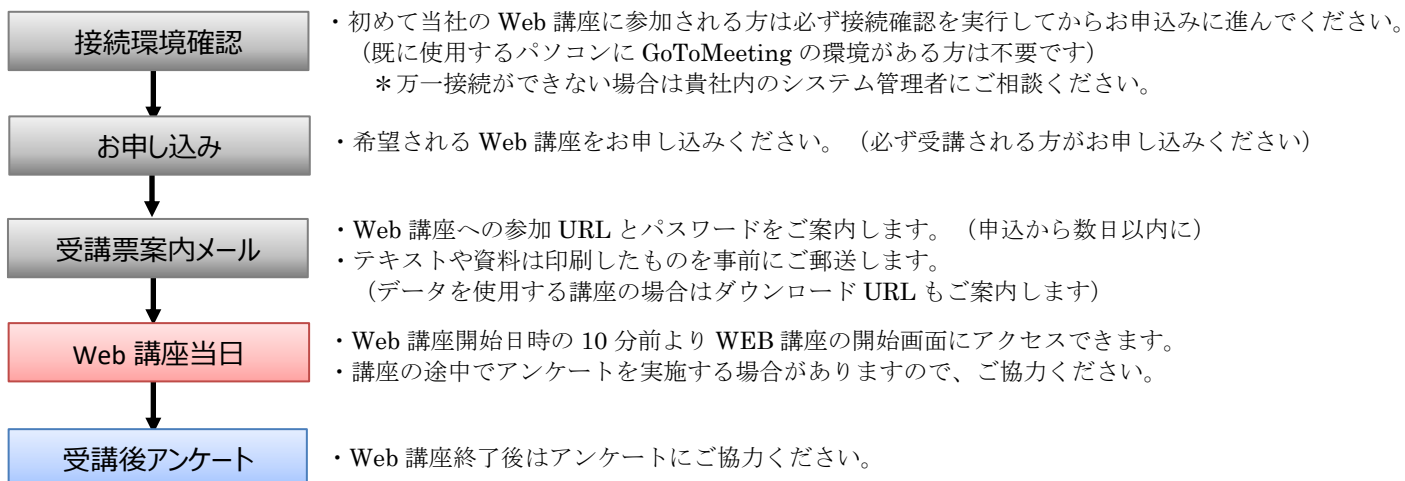 接続環境確認
・初めて当社の Web 講座に参加される方は必ず接続確認を実行してからお申込みに進んでください。
（既に使用するパソコンに GoToMeeting の環境がある方は不要です）
＊万一接続ができない場合は貴社内のシステム管理者にご相談ください。
お申し込み
・希望される Web 講座をお申し込みください。（必ず受講される方がお申し込みください）
受講票案内メール
・Web 講座への参加 URL とパスワードをご案内します。（申込から数日以内に）
・テキストや資料は印刷したものを事前にご郵送します。
（データを使用する講座の場合はダウンロード URL もご案内します）
Web 講座当日
・Web 講座開始日時の 10 分前より WEB 講座の開始画面にアクセスできます。
・講座の途中でアンケートを実施する場合がありますので、ご協力ください。
受講後アンケート
・Web 講座終了後はアンケートにご協力ください。